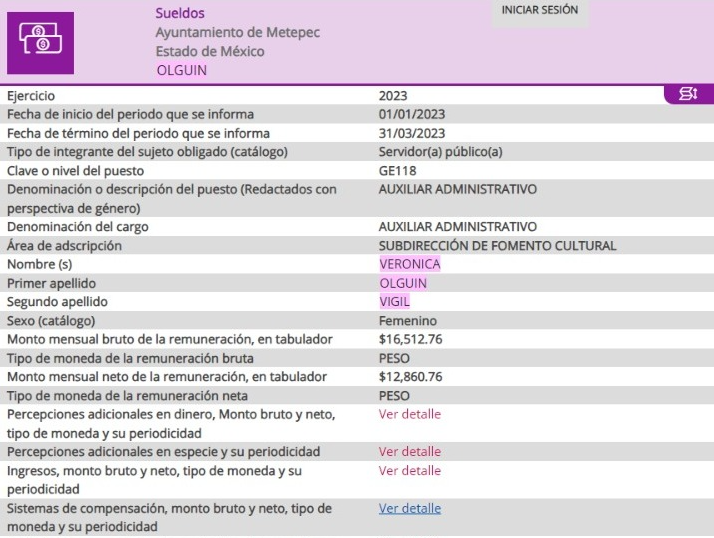 Sueldos
INICIAR SESIÓN
Ayuntamiento de Metepec
Estado de México
OLGUIN
Ejercicio 2023
Fecha de inicio del periodo que se informa 01/01/2023
Fecha de término del periodo que se informa 31/03/2023
Tipo de integrante del sujeto obligado (catálogo) Servidor(a) público(a)
Clave o nivel del puesto GE118
Denominación o descripción del puesto (Redactados con AUXILIAR ADMINISTRATIVO
perspectiva de género)
Denominación del cargo AUXILIAR ADMINISTRATIVO
Área de adscripción SUBDIRECCIÓN DE FOMENTO CULTURAL
Nombre (s) VERONICA
Primer apellido OLGUIN
Segundo apellido VIGIL
Sexo (catálogo) Femenino
Monto mensual bruto de la remuneración, en tabulador $16,512.76
Tipo de moneda de la remuneración bruta PESO
Monto mensual neto de la remuneración, en tabulador $12,860.76
Tipo de moneda de la remuneración neta PESO
Percepciones adicionales en dinero, Monto bruto y neto, Ver detalle
tipo de moneda y su periodicidad
Percepciones adicionales en especie y su periodicidad Ver detalle
Ingresos, monto bruto y neto, tipo de moneda y su Ver detalle
periodicidad
Sistemas de compensación, monto bruto y neto, tipo de Ver detalle
moneda y su periodicidad